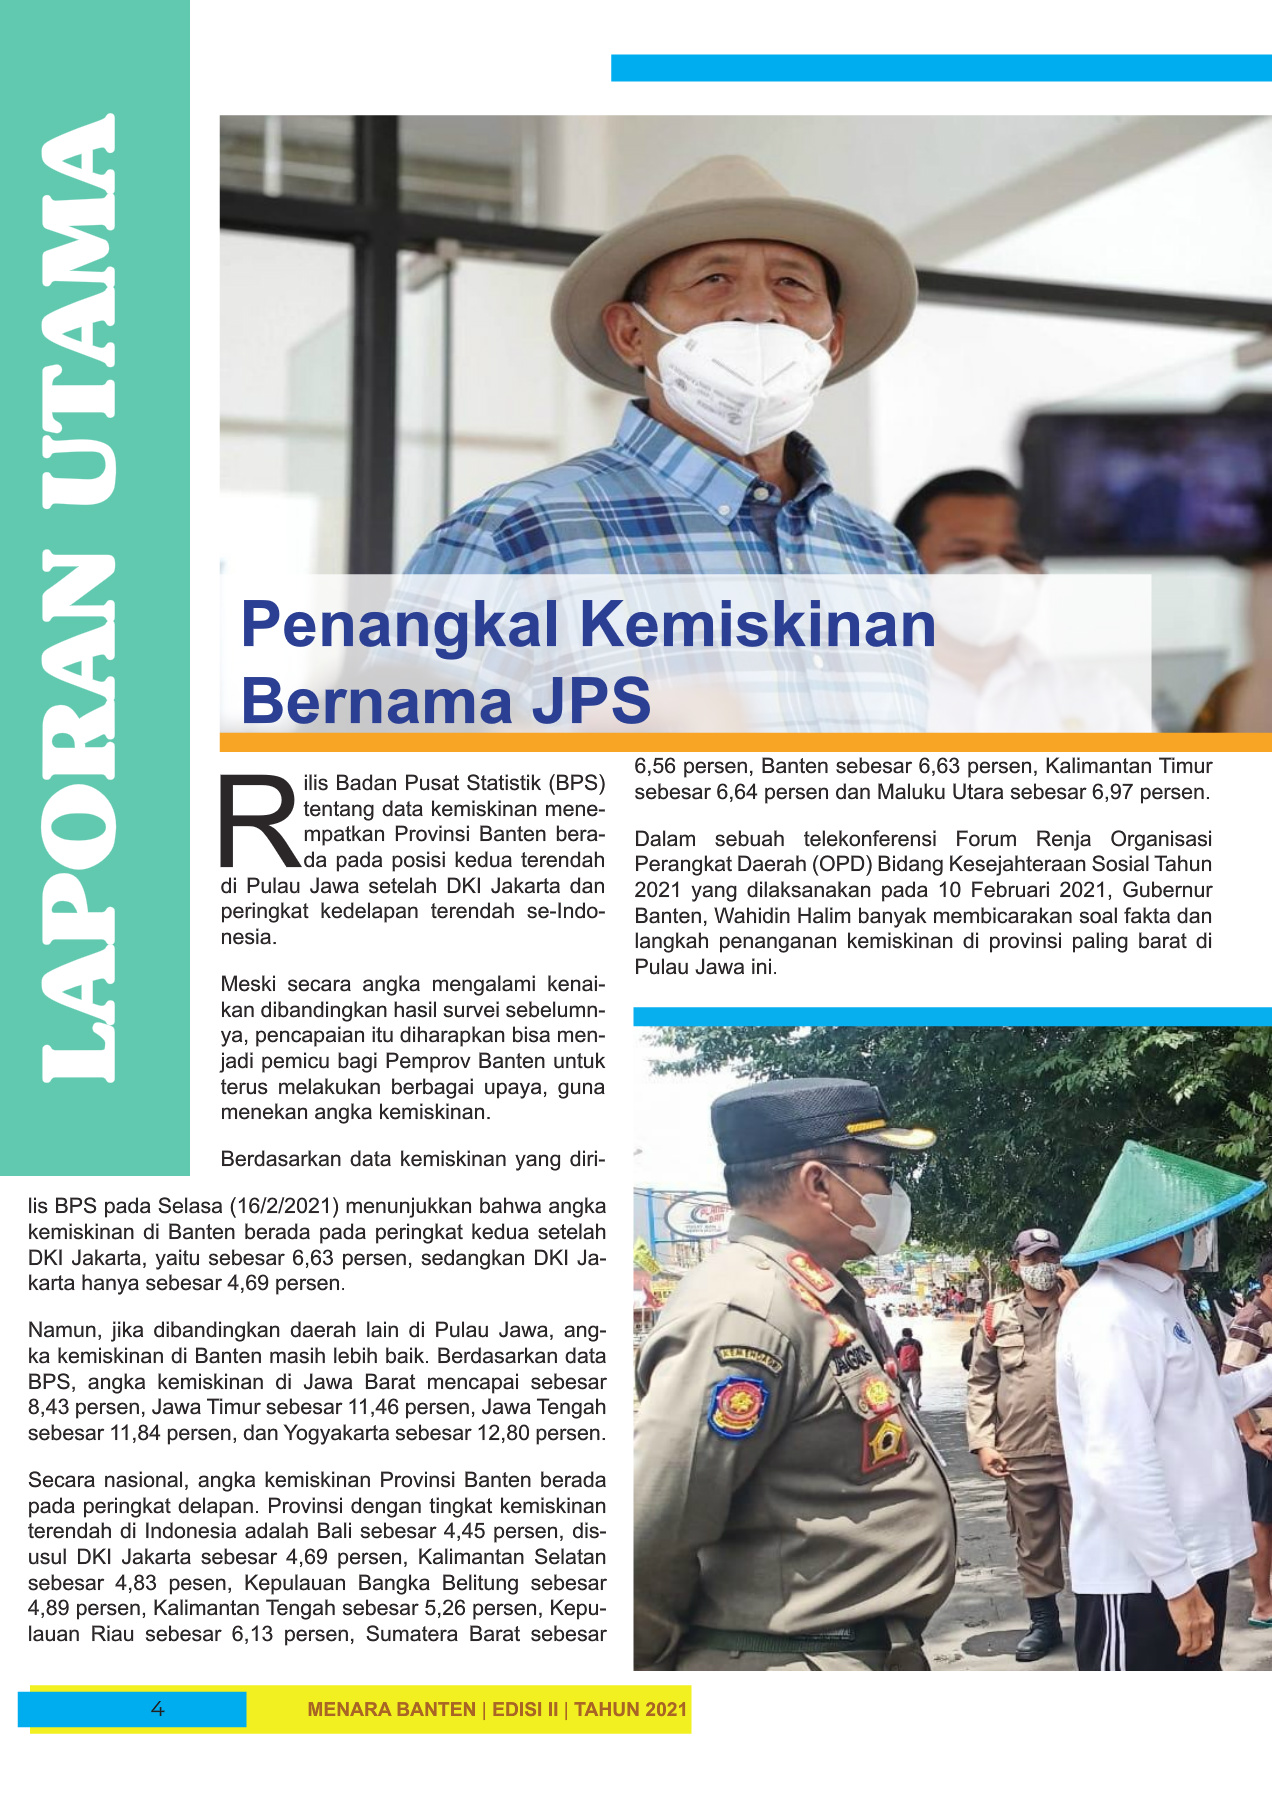 LAPORAN UTAMA
Penangkal Kemiskinan
Bernama JPS
Rilis Badan Pusat Statistik (BPS)
tentang data kemiskinan mene-
mpatkan Provinsi Banten bera-
da pada posisi kedua terendah
di Pulau Jawa setelah DKI Jakarta dan
peringkat kedelapan terendah se-Indo-
nesia.
Meski secara angka mengalami kenai-
kan dibandingkan hasil survei sebelumn-
ya, pencapaian itu diharapkan bisa men-
jadi pemicu bagi Pemprov Banten untuk
terus melakukan berbagai upaya, guna
menekan angka kemiskinan.
Berdasarkan data kemiskinan yang diri-
lis BPS pada Selasa (16/2/2021) menunjukkan bahwa angka
kemiskinan di Banten berada pada peringkat kedua setelah
DKI Jakarta, yaitu sebesar 6,63 persen, sedangkan DKI Ja-
karta hanya sebesar 4,69 persen.
Namun, jika dibandingkan daerah lain di Pulau Jawa, ang-
ka kemiskinan di Banten masih lebih baik. Berdasarkan data
BPS, angka kemiskinan di Jawa Barat mencapai sebesar
8,43 persen, Jawa Timur sebesar 11,46 persen, Jawa Tengah
sebesar 11,84 persen, dan Yogyakarta sebesar 12,80 persen.
Secara nasional, angka kemiskinan Provinsi Banten berada
pada peringkat delapan. Provinsi dengan tingkat kemiskinan
terendah di Indonesia adalah Bali sebesar 4,45 persen, dis-
usul DKI Jakarta sebesar 4,69 persen, Kalimantan Selatan
sebesar 4,83 pesen, Kepulauan Bangka Belitung sebesar
4,89 persen, Kalimantan Tengah sebesar 5,26 persen, Kepu-
lauan Riau sebesar 6,13 persen, Sumatera Barat sebesar
6,56 persen, Banten sebesar 6,63 persen, Kalimantan Timur
sebesar 6,64 persen dan Maluku Utara sebesar 6,97 persen.
Dalam sebuah telekonferensi Forum Renja Organisasi
Perangkat Daerah (OPD) Bidang Kesejahteraan Sosial Tahun
2021 yang dilaksanakan pada 10 Februari 2021, Gubernur
Banten, Wahidin Halim banyak membicarakan soal fakta dan
langkah penanganan kemiskinan di provinsi paling barat di
Pulau Jawa ini.
PLANET
BAN
AGUS
4
MENARA BANTEN | EDISI II | TAHUN 2021